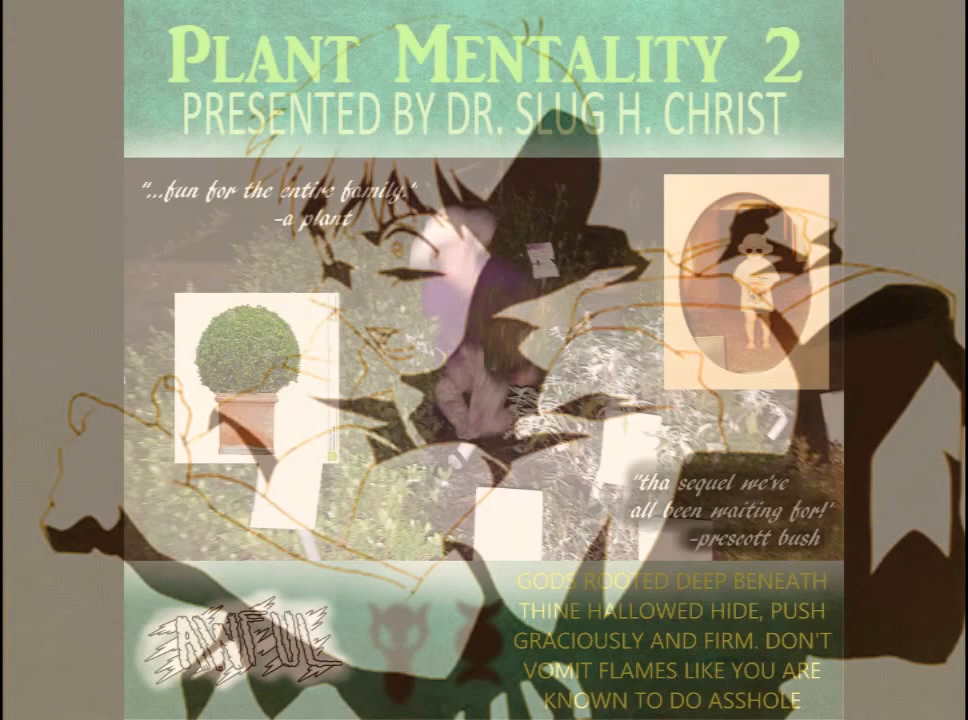 PLANT MENTALITY 2
PRESENTED BY DR. SLUG H. CHRIST
"...fun for the entire family."
-a plant
"tha sequel we've
all been waiting for!"
-prescott bush
AWFUL
GODS ROOTED DEEP BENEATH
THINE HALLOWED HIDE, PUSH
GRACIOUSLY AND FIRM. DON'T
VOMIT FLAMES LIKE YOU ARE
KNOWN TO DO ASSHOLE